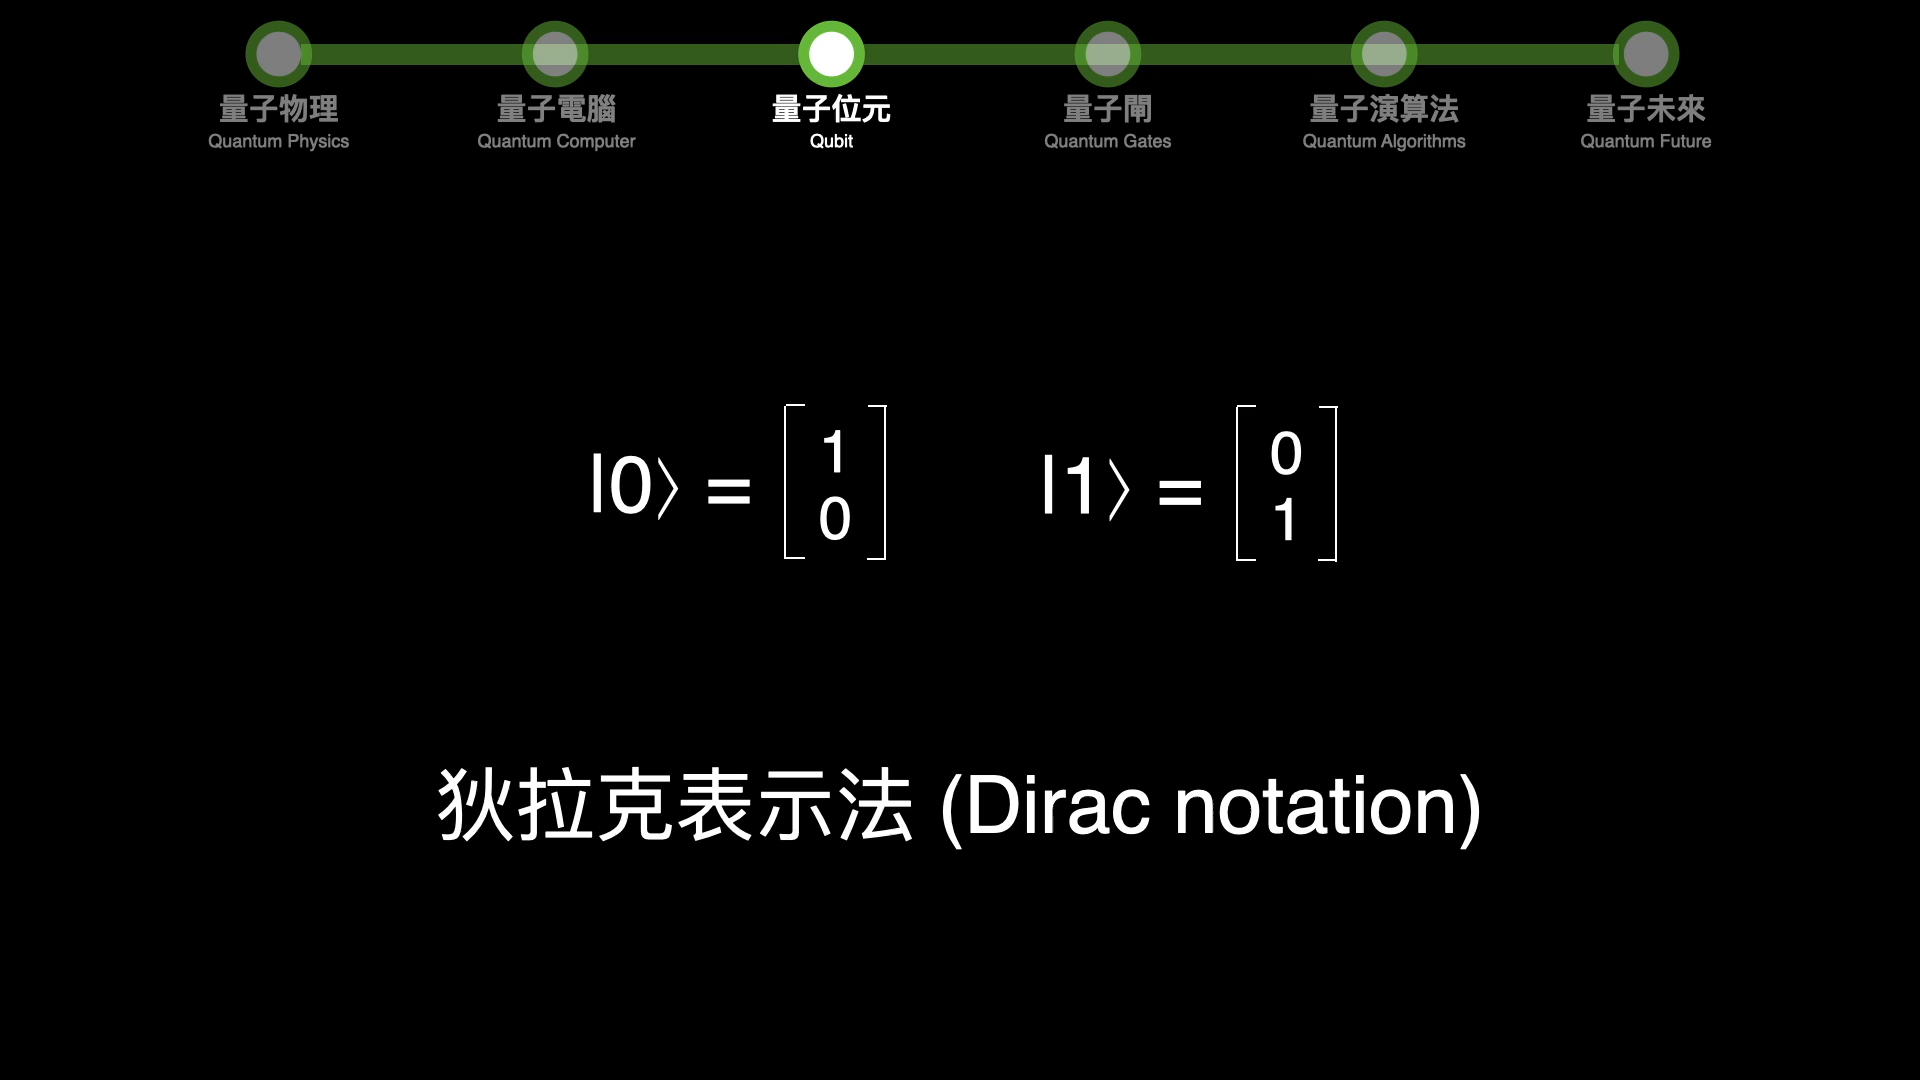 量子物理 量子電腦 量子位元 量子閘 量子演算法 量子未來
Quantum Physics Quantum Computer Qubit Quantum Gates Quantum Algorithms Quantum Future
|0⟩ = [1 0] |1⟩ = [0 1]
狄拉克表示法 (Dirac notation)